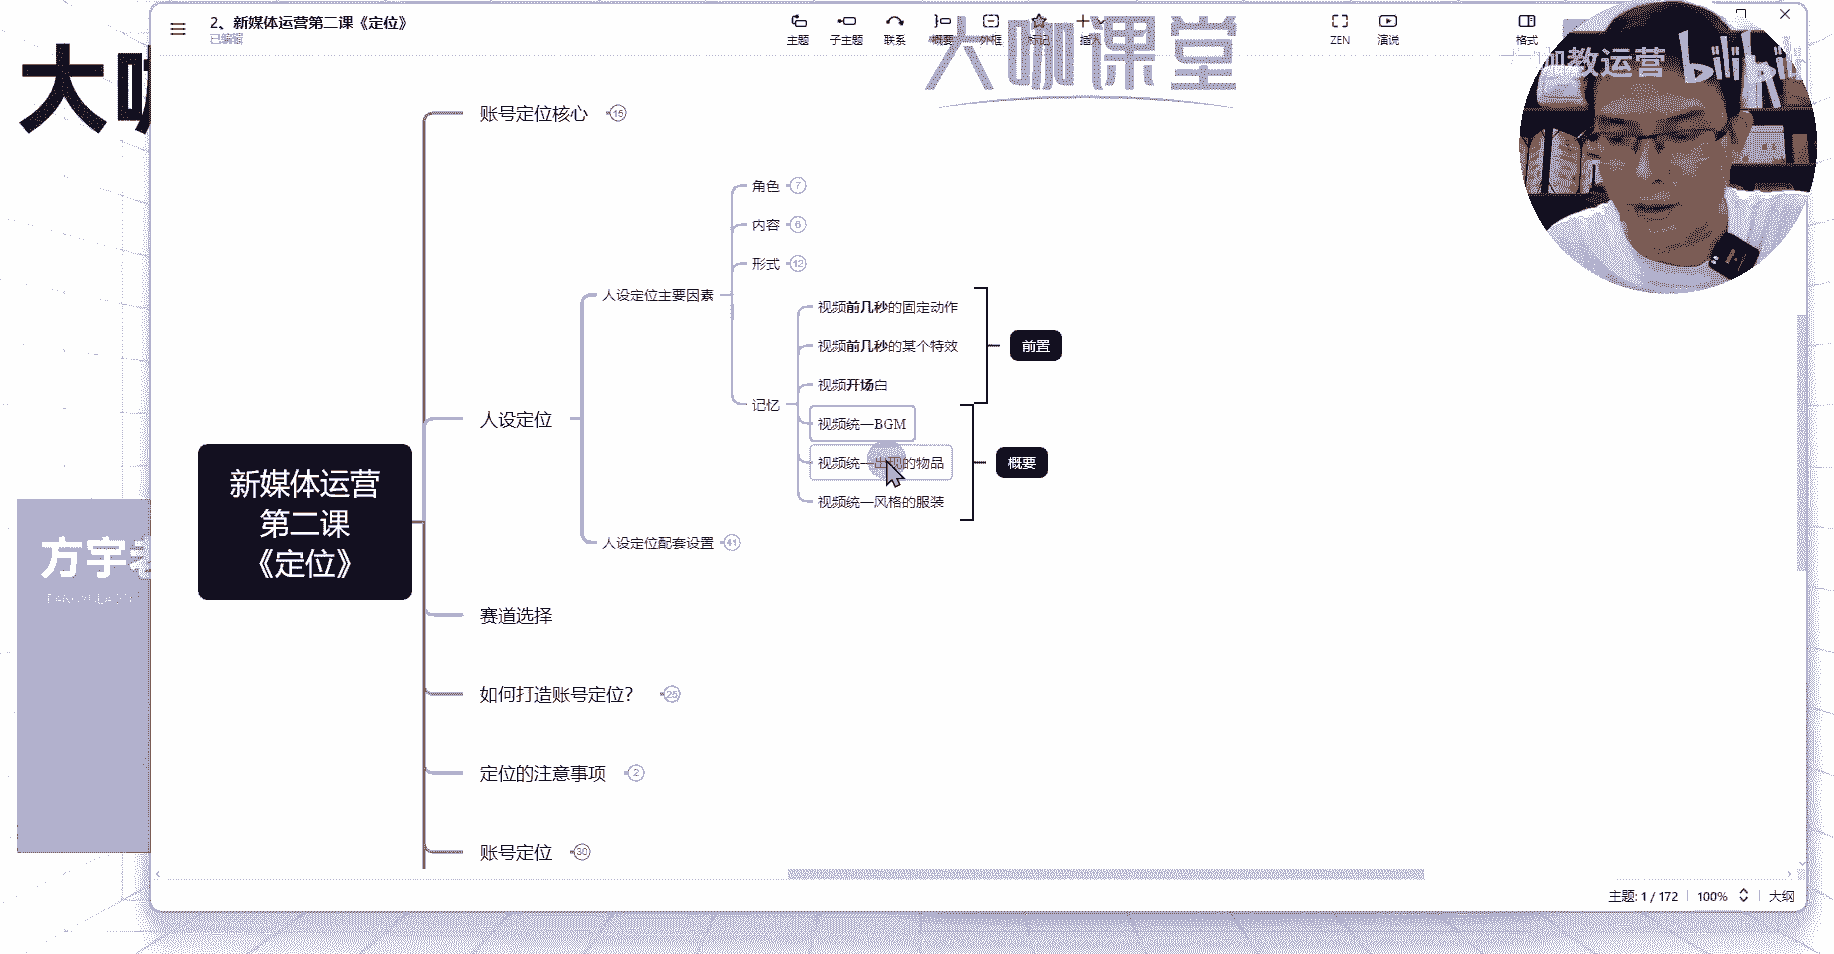 2、新媒体运营第二课《定位》
已编辑
主题
子主题
联系
概要
外框
标记
插入
ZEN
演说
格式
大咖课堂
咖教运营
bilibili
大咖
方宇老
账号定位核心
15
角色
7
内容
6
形式
12
人设定位主要因素
视频前几秒的固定动作
视频前几秒的某个特效
前置
视频开场白
记忆
人设定位
视频统一BGM
视频统一出现的物品
概要
视频统一风格的服装
新媒体运营
第二课
《定位》
人设定位配套设置
41
赛道选择
如何打造账号定位?
25
定位的注意事项
2
账号定位
30
主题: 1 / 172
100%
大纲